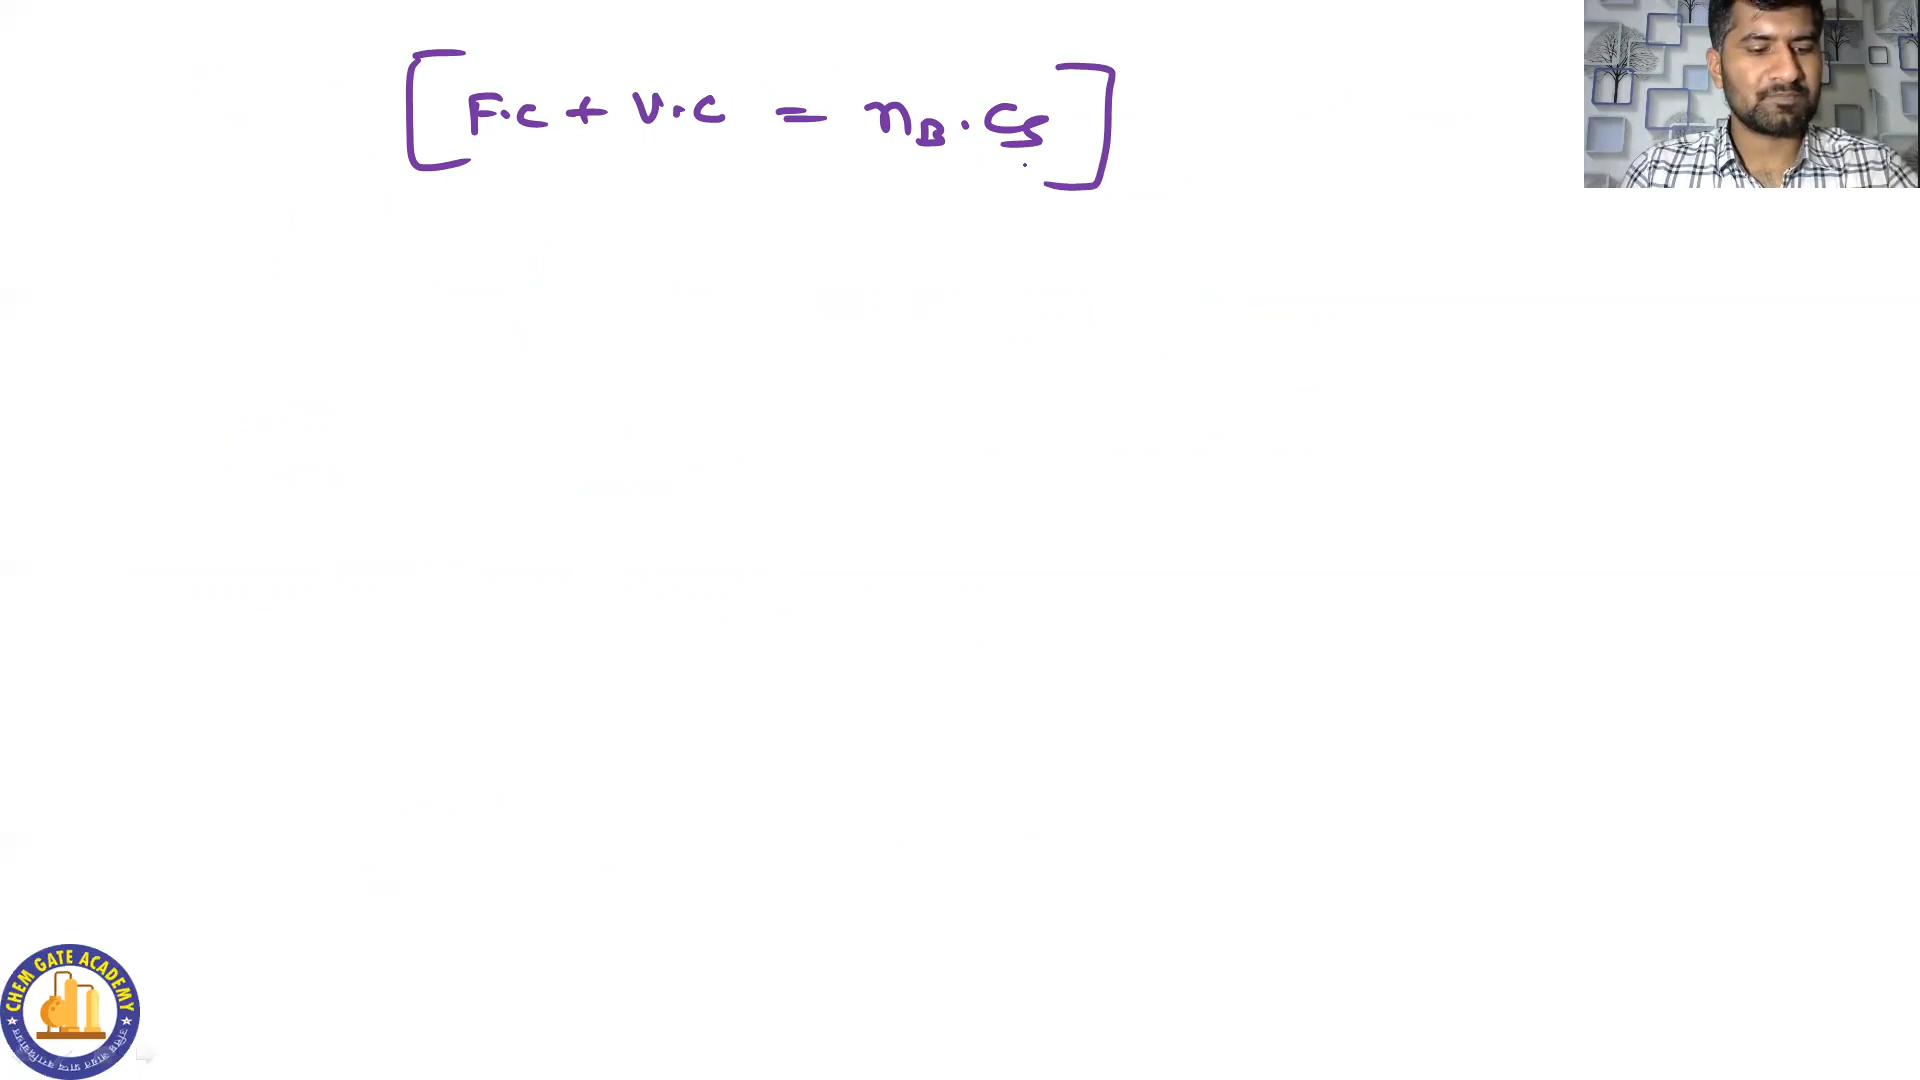 [F.C + V.C = n_B . C_S]
CHEM GATE ACADEMY